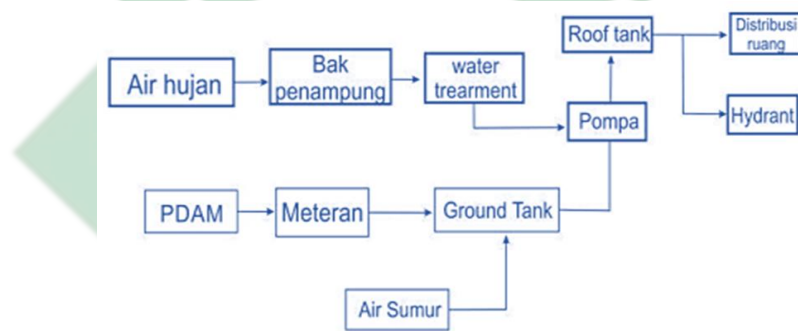 Air hujan
Bak
penampung
water
trearment
Roof tank
Distribusi
ruang
Pompa
Hydrant
PDAM
Meteran
Ground Tank
Air Sumur